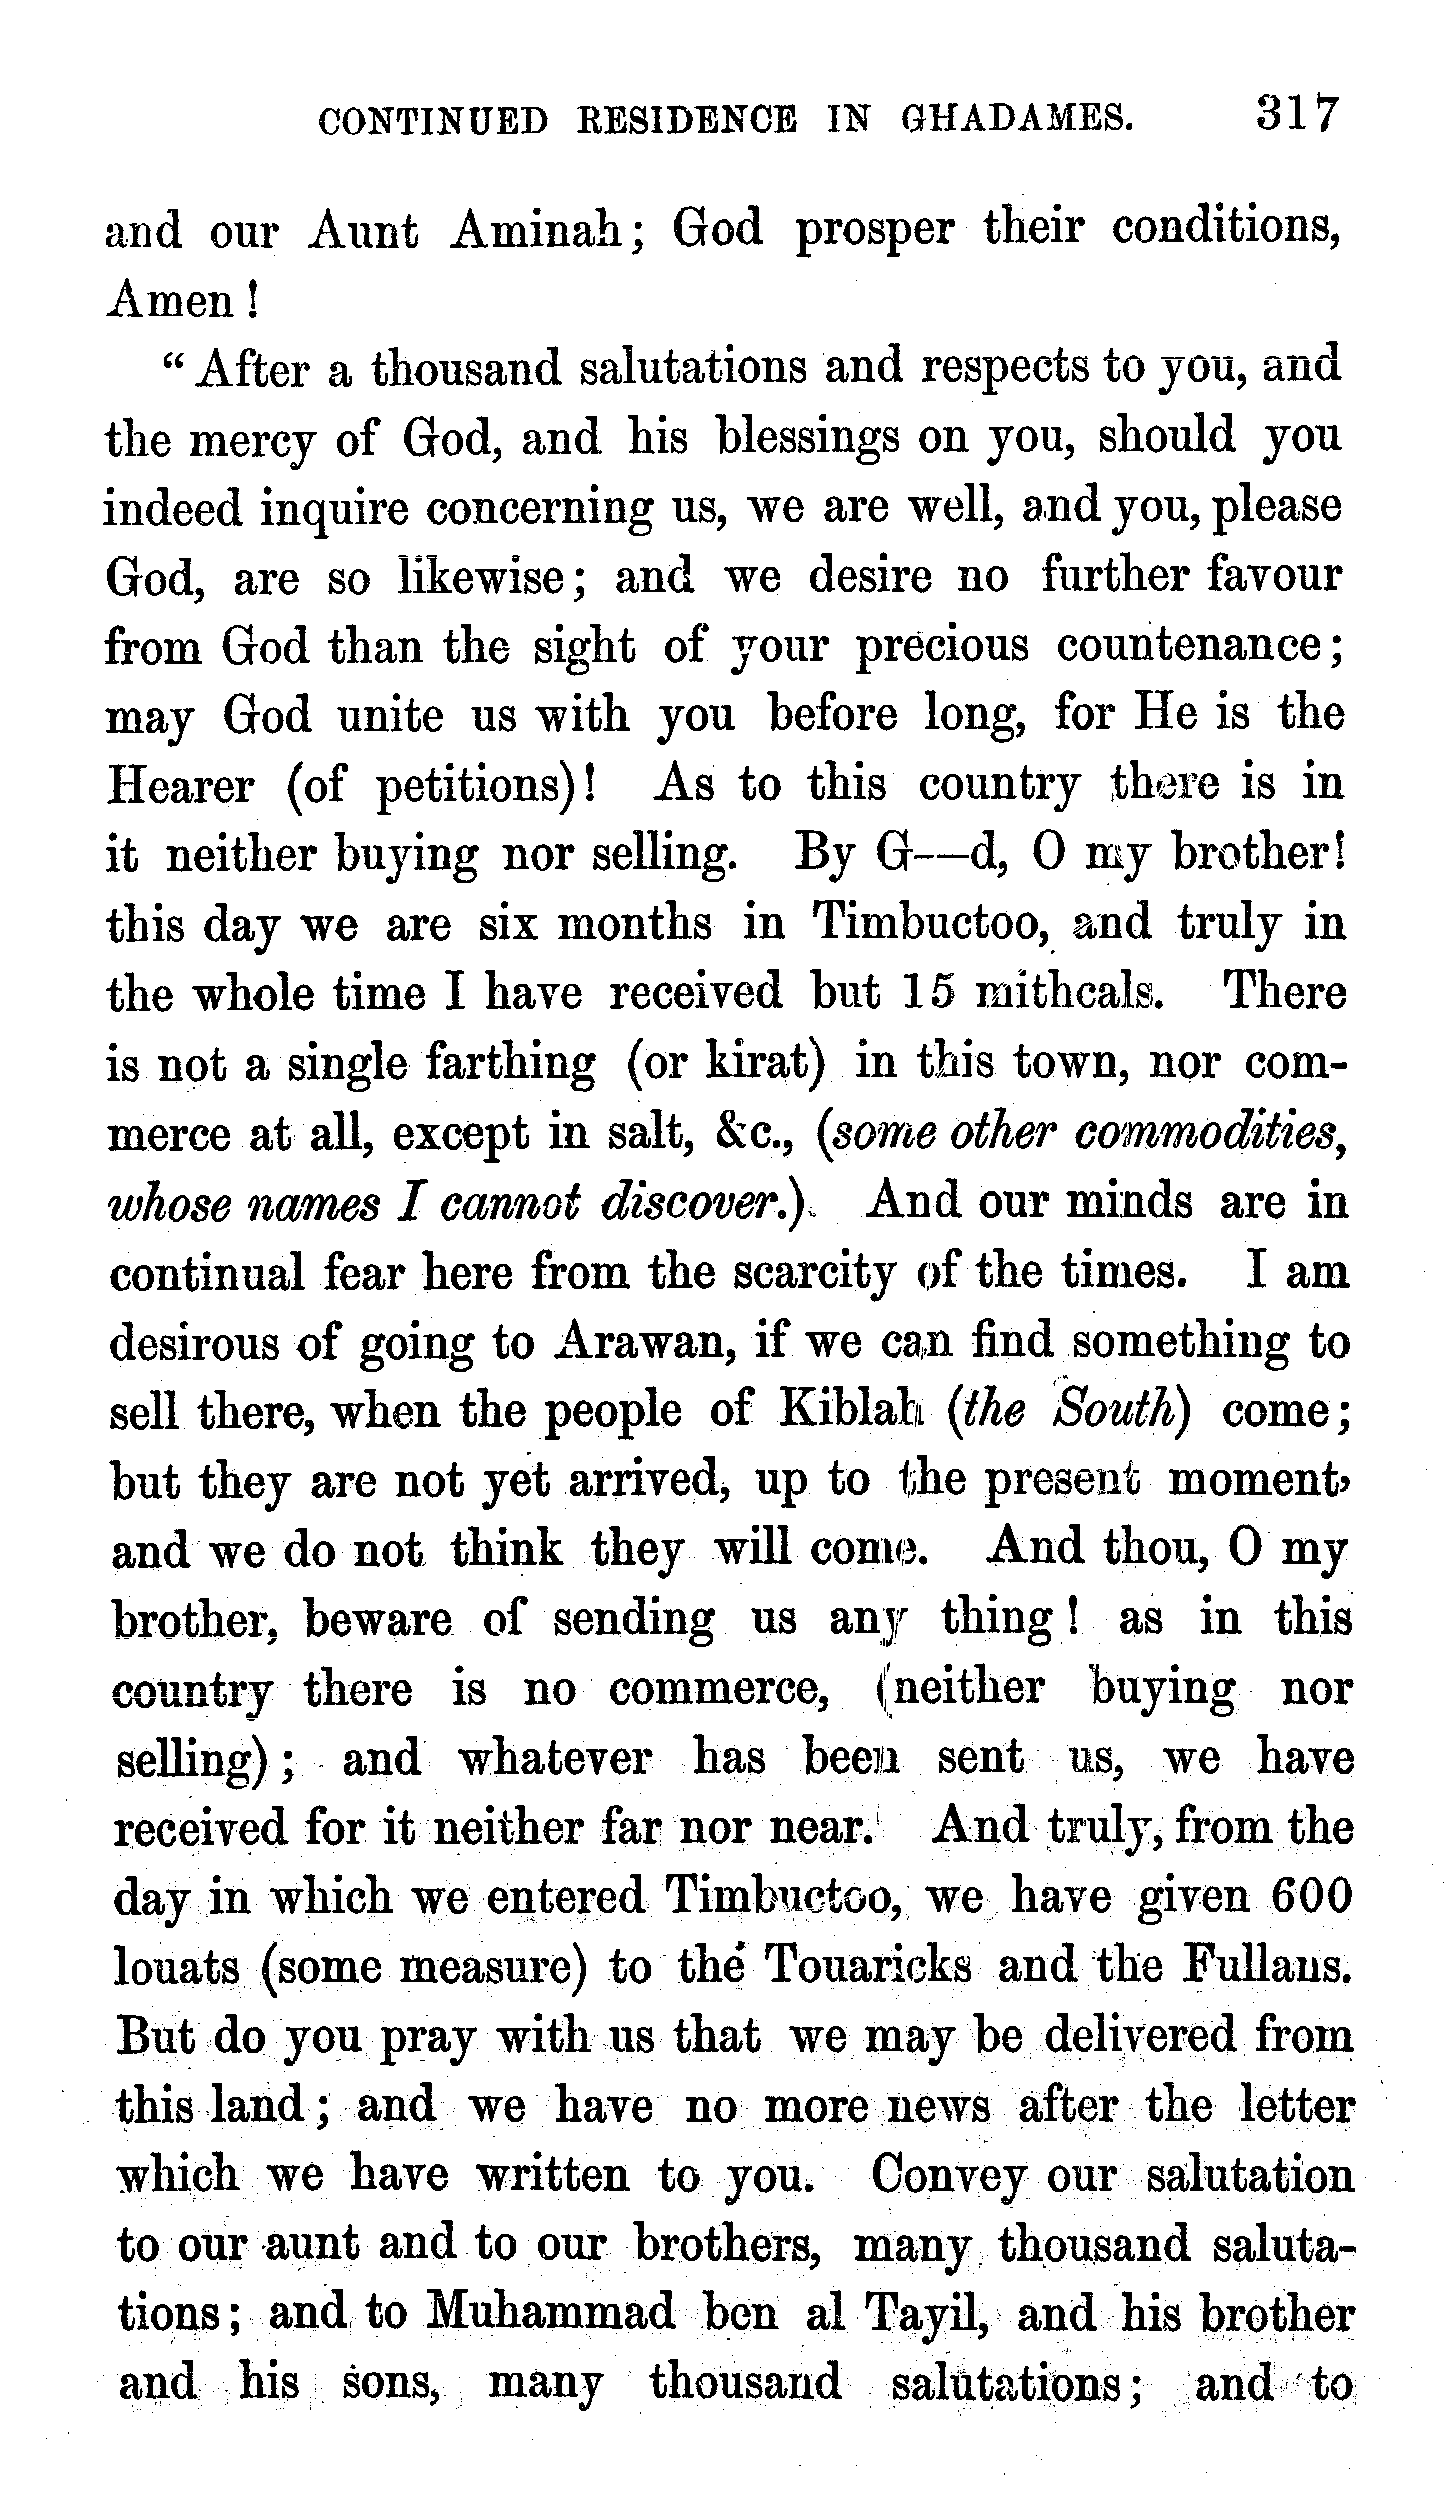 CONTINUED RESIDENCE IN GHADAMES. 317
and our Aunt Aminah; God prosper their conditions,
Amen!
“After a thousand salutations and respects to you, and
the mercy of God, and his blessings on you, should you
indeed inquire concerning us, we are well, and you, please
God, are so likewise; and we desire no further favour
from God than the sight of your precious countenance;
may God unite us with you before long, for He is the
Hearer (of petitions)! As to this country there is in
it neither buying nor selling. By G——d, O my brother!
this day we are six months in Timbuctoo, and truly in
the whole time I have received but 15 mithcals. There
is not a single farthing (or kirat) in this town, nor com-
merce at all, except in salt, &c., (some other commodities,
whose names I cannot discover.) And our minds are in
continual fear here from the scarcity of the times. I am
desirous of going to Arawan, if we can find something to
sell there, when the people of Kiblah (the South) come;
but they are not yet arrived, up to the present moment,
and we do not think they will come. And thou, O my
brother, beware of sending us any thing! as in this
country there is no commerce, (neither buying nor
selling); and whatever has been sent us, we have
received for it neither far nor near. And truly, from the
day in which we entered Timbuctoo, we have given 600
louats (some measure) to the Touaricks and the Fullans.
But do you pray with us that we may be delivered from
this land; and we have no more news after the letter
which we have written to you. Convey our salutation
to our aunt and to our brothers, many thousand saluta-
tions; and to Muhammad ben al Tayil, and his brother
and his sons, many thousand salutations; and to